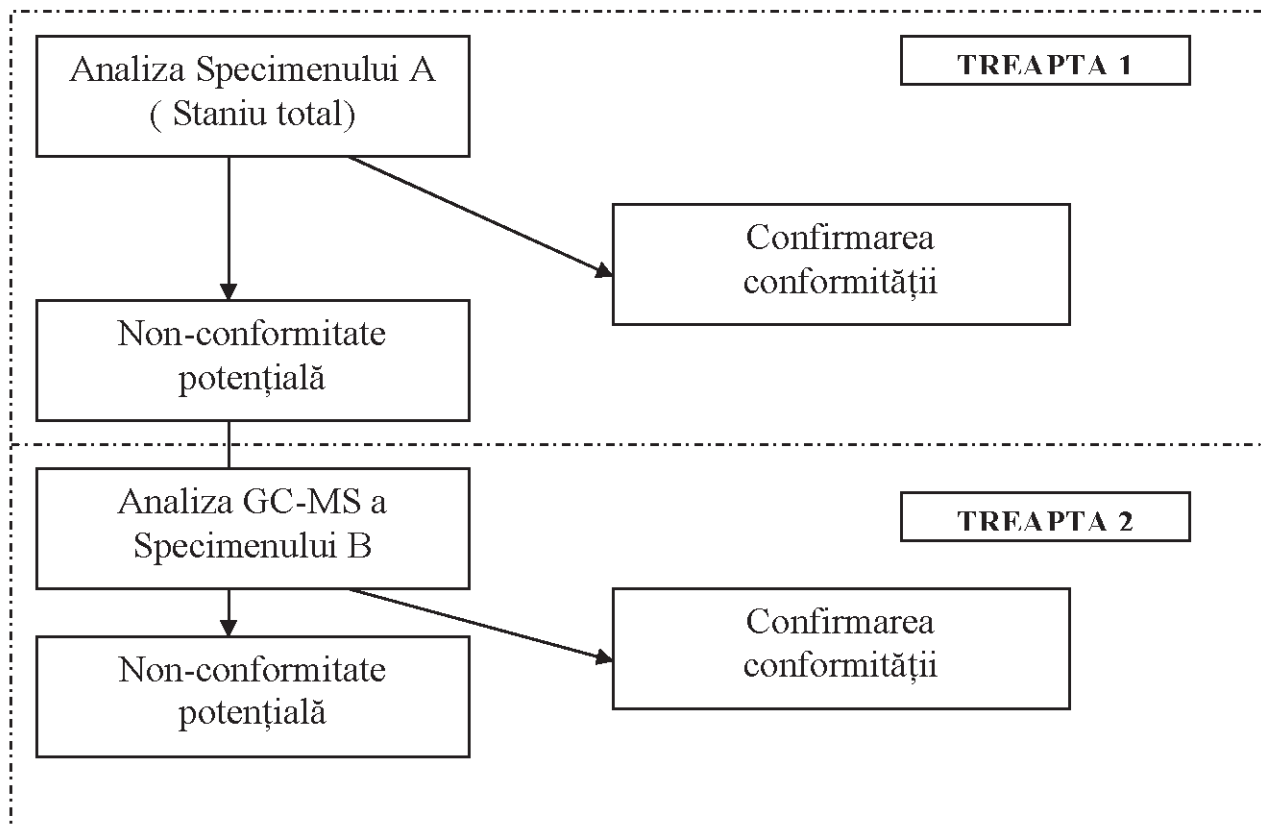 Analiza Specimenului A
( Staniu total)
TREAPTA 1
Confirmarea
conformității
Non-conformitate
potențială
Analiza GC-MS a
Specimenului B
TREAPTA 2
Confirmarea
conformității
Non-conformitate
potențială